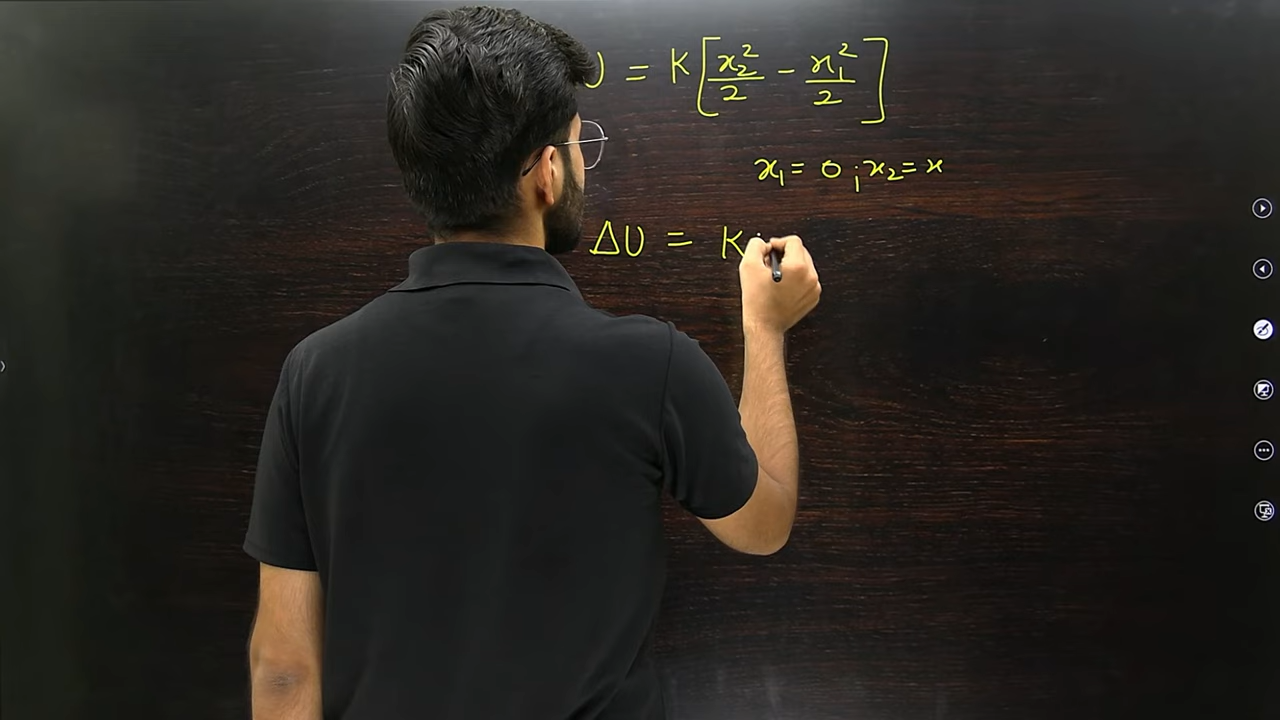 U = K[x₂²/2 - x₁²/2]
x₁ = 0 ; x₂ = x
ΔU = K